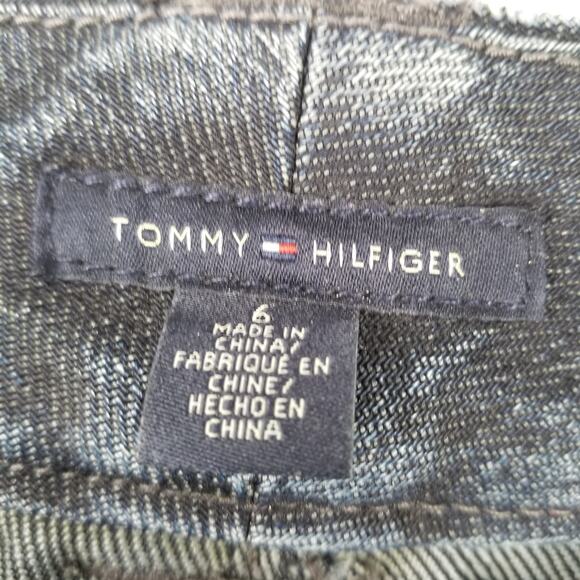 TOMMY HILFIGER
6
MADE IN
CHINA/
FABRIQUÉ EN
CHINE/
HECHO EN
CHINA